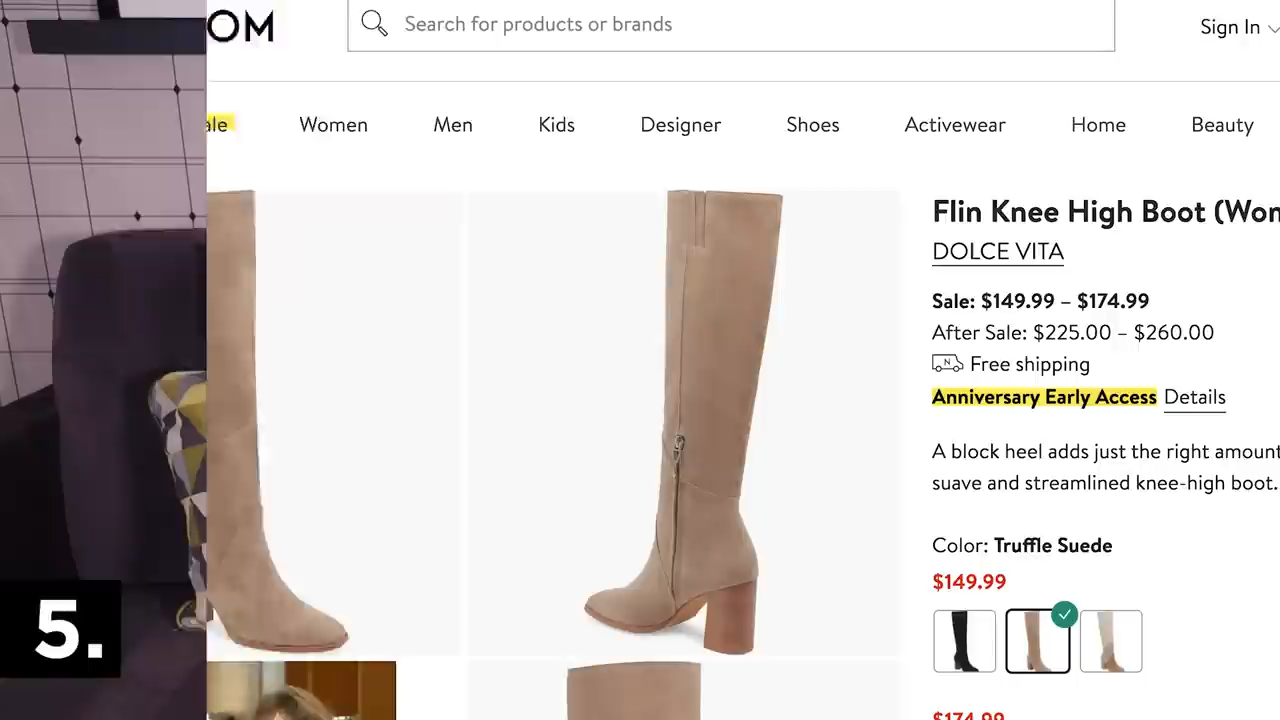 OM
Search for products or brands
Sign In
ale
Women
Men
Kids
Designer
Shoes
Activewear
Home
Beauty
Flin Knee High Boot (Wom
DOLCE VITA
Sale: $149.99 – $174.99
After Sale: $225.00 – $260.00
N
Free shipping
Anniversary Early Access Details
A block heel adds just the right amount
suave and streamlined knee-high boot.
Color: Truffle Suede
$149.99
$174.99
5.